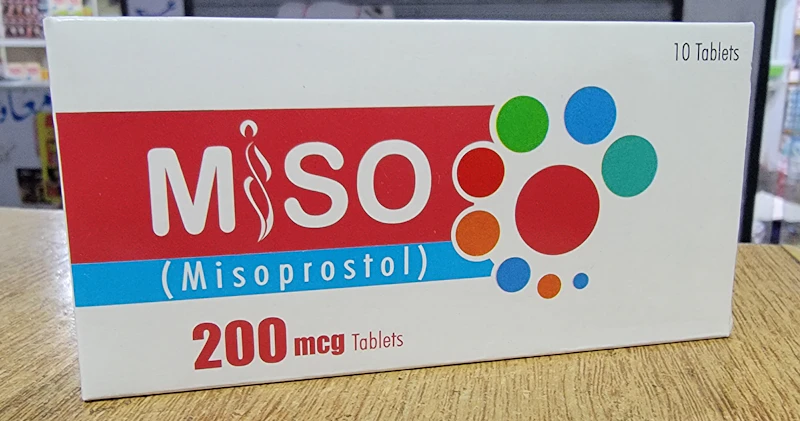 10 Tablets
MiSO
(Misoprostol)
200 mcg Tablets